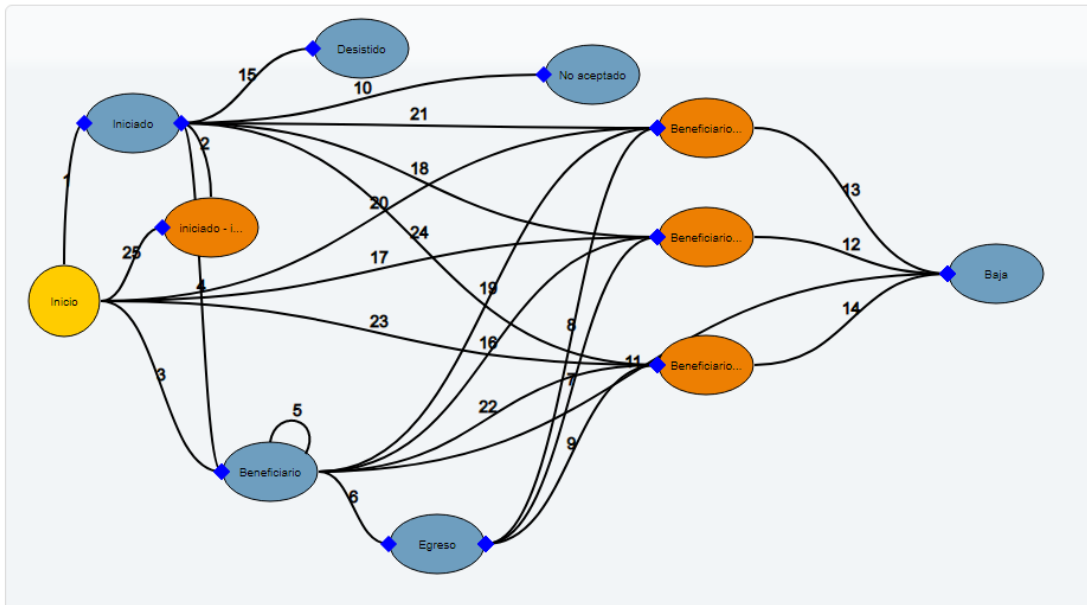 Desistido
15
No aceptado
10
Iniciado
21
Beneficiario...
2
18
1
13
20
iniciado - i...
24
Beneficiario...
25
17
12
4
Baja
Inicio
19
14
23
8
16
11
Beneficiario...
3
7
22
5
9
Beneficiario
6
Egreso